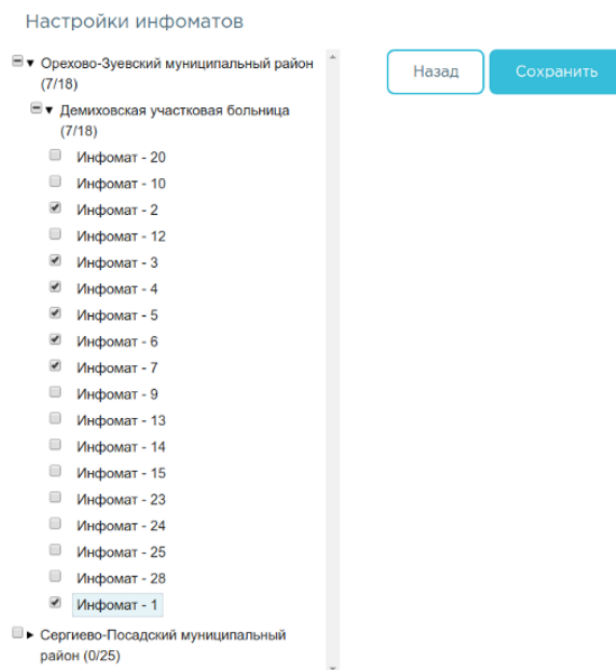 Настройки инфоматов
Орехово-Зуевский муниципальный район
(7/18)
Назад
Сохранить
Демиховская участковая больница
(7/18)
Инфомат - 20
Инфомат - 10
Инфомат - 2
Инфомат - 12
Инфомат - 3
Инфомат - 4
Инфомат - 5
Инфомат - 6
Инфомат - 7
Инфомат - 9
Инфомат - 13
Инфомат - 14
Инфомат - 15
Инфомат - 23
Инфомат - 24
Инфомат - 25
Инфомат - 28
Инфомат - 1
Сергиево-Посадский муниципальный
район (0/25)